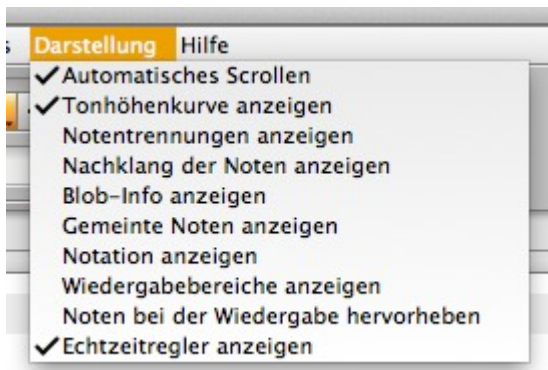 s Darstellung Hilfe
✓Automatisches Scrollen
✓Tonhöhenkurve anzeigen
Notentrennungen anzeigen
Nachklang der Noten anzeigen
Blob-Info anzeigen
Gemeinte Noten anzeigen
Notation anzeigen
Wiedergabebereiche anzeigen
Noten bei der Wiedergabe hervorheben
✓Echtzeitregler anzeigen